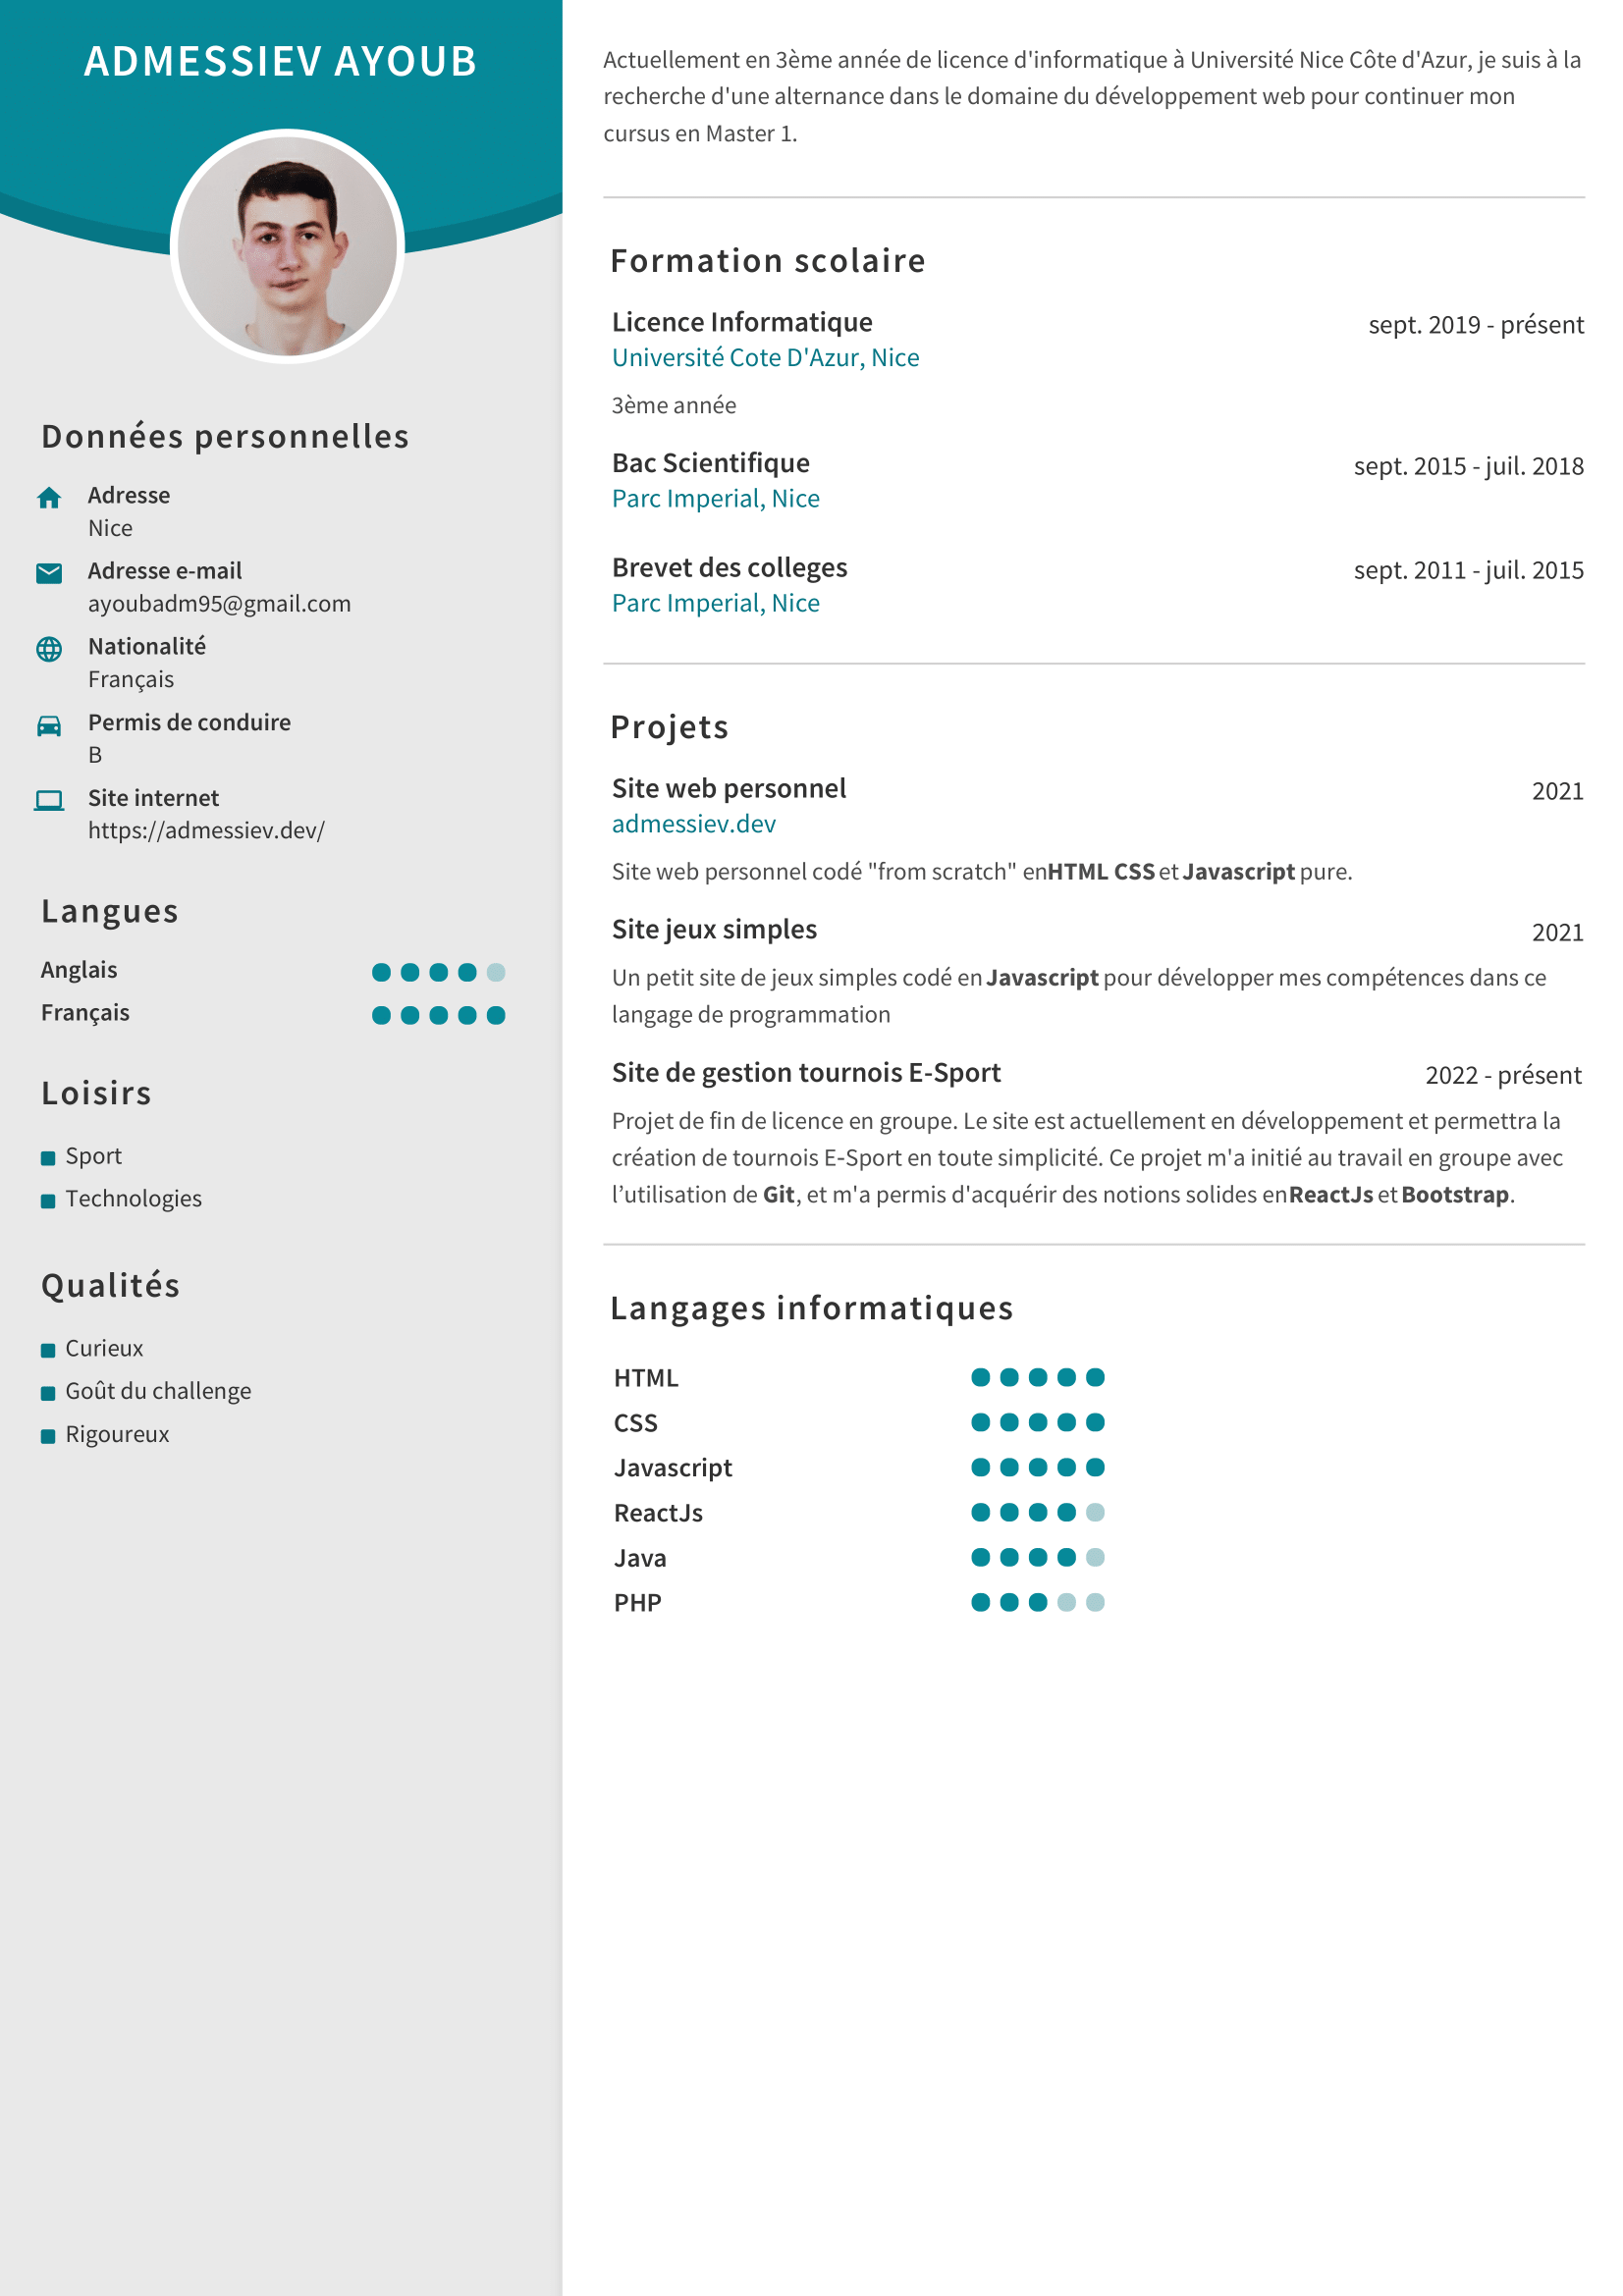 ADMESSIEV AYOUB
Données personnelles
Adresse
Nice
Adresse e-mail
ayoubadm95@gmail.com
Nationalité
Français
Permis de conduire
B
Site internet
https://admessiev.dev/
Langues
Anglais
Français
Loisirs
Sport
Technologies
Qualités
Curieux
Goût du challenge
Rigoureux
Actuellement en 3ème année de licence d'informatique à Université Nice Côte d'Azur, je suis à la
recherche d'une alternance dans le domaine du développement web pour continuer mon
cursus en Master 1.
Formation scolaire
Licence Informatique sept. 2019 - présent
Université Cote D'Azur, Nice
3ème année
Bac Scientifique sept. 2015 - juil. 2018
Parc Imperial, Nice
Brevet des colleges sept. 2011 - juil. 2015
Parc Imperial, Nice
Projets
Site web personnel 2021
admessiev.dev
Site web personnel codé "from scratch" enHTML CSS et Javascript pure.
Site jeux simples 2021
Un petit site de jeux simples codé en Javascript pour développer mes compétences dans ce
langage de programmation
Site de gestion tournois E-Sport 2022 - présent
Projet de fin de licence en groupe. Le site est actuellement en développement et permettra la
création de tournois E-Sport en toute simplicité. Ce projet m'a initié au travail en groupe avec
l’utilisation de Git, et m'a permis d'acquérir des notions solides enReactJs et Bootstrap.
Langages informatiques
HTML
CSS
Javascript
ReactJs
Java
PHP